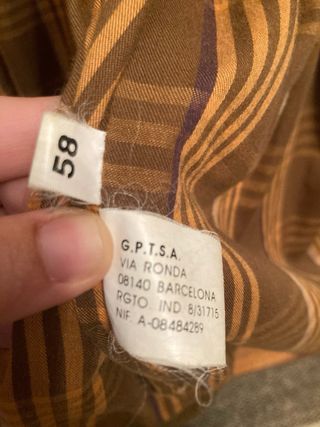 58
G.P.T.S.A.
VIA RONDA
08140 BARCELONA
RGTO. IND 8/31715
NIF. A-08484289